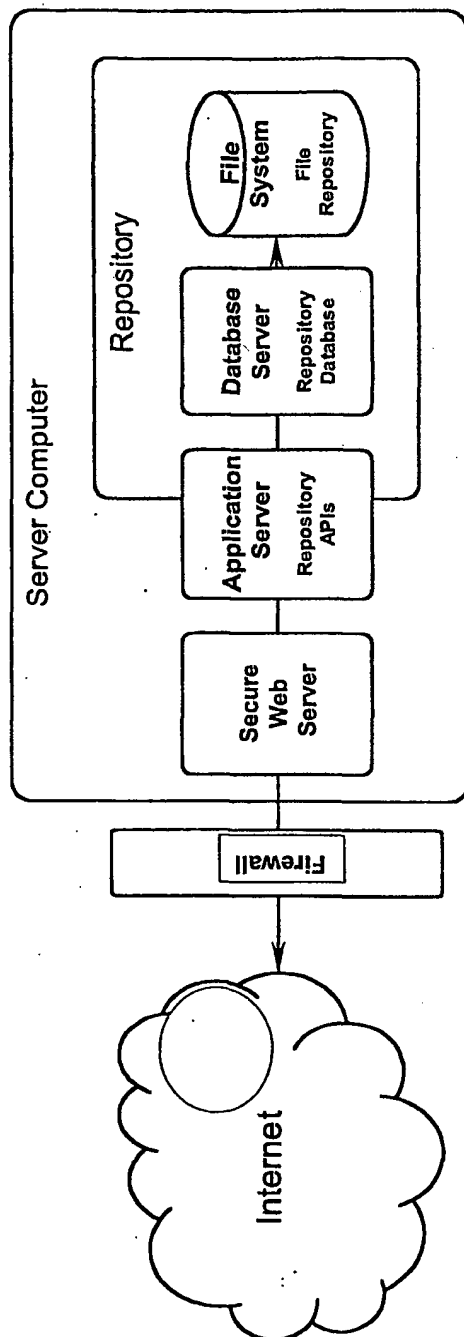 Server Computer
Repository
File
System
File
Repository
Database
Server
Repository
Database
Application
Server
Repository
APIs
Secure
Web
Server
Firewall
Internet